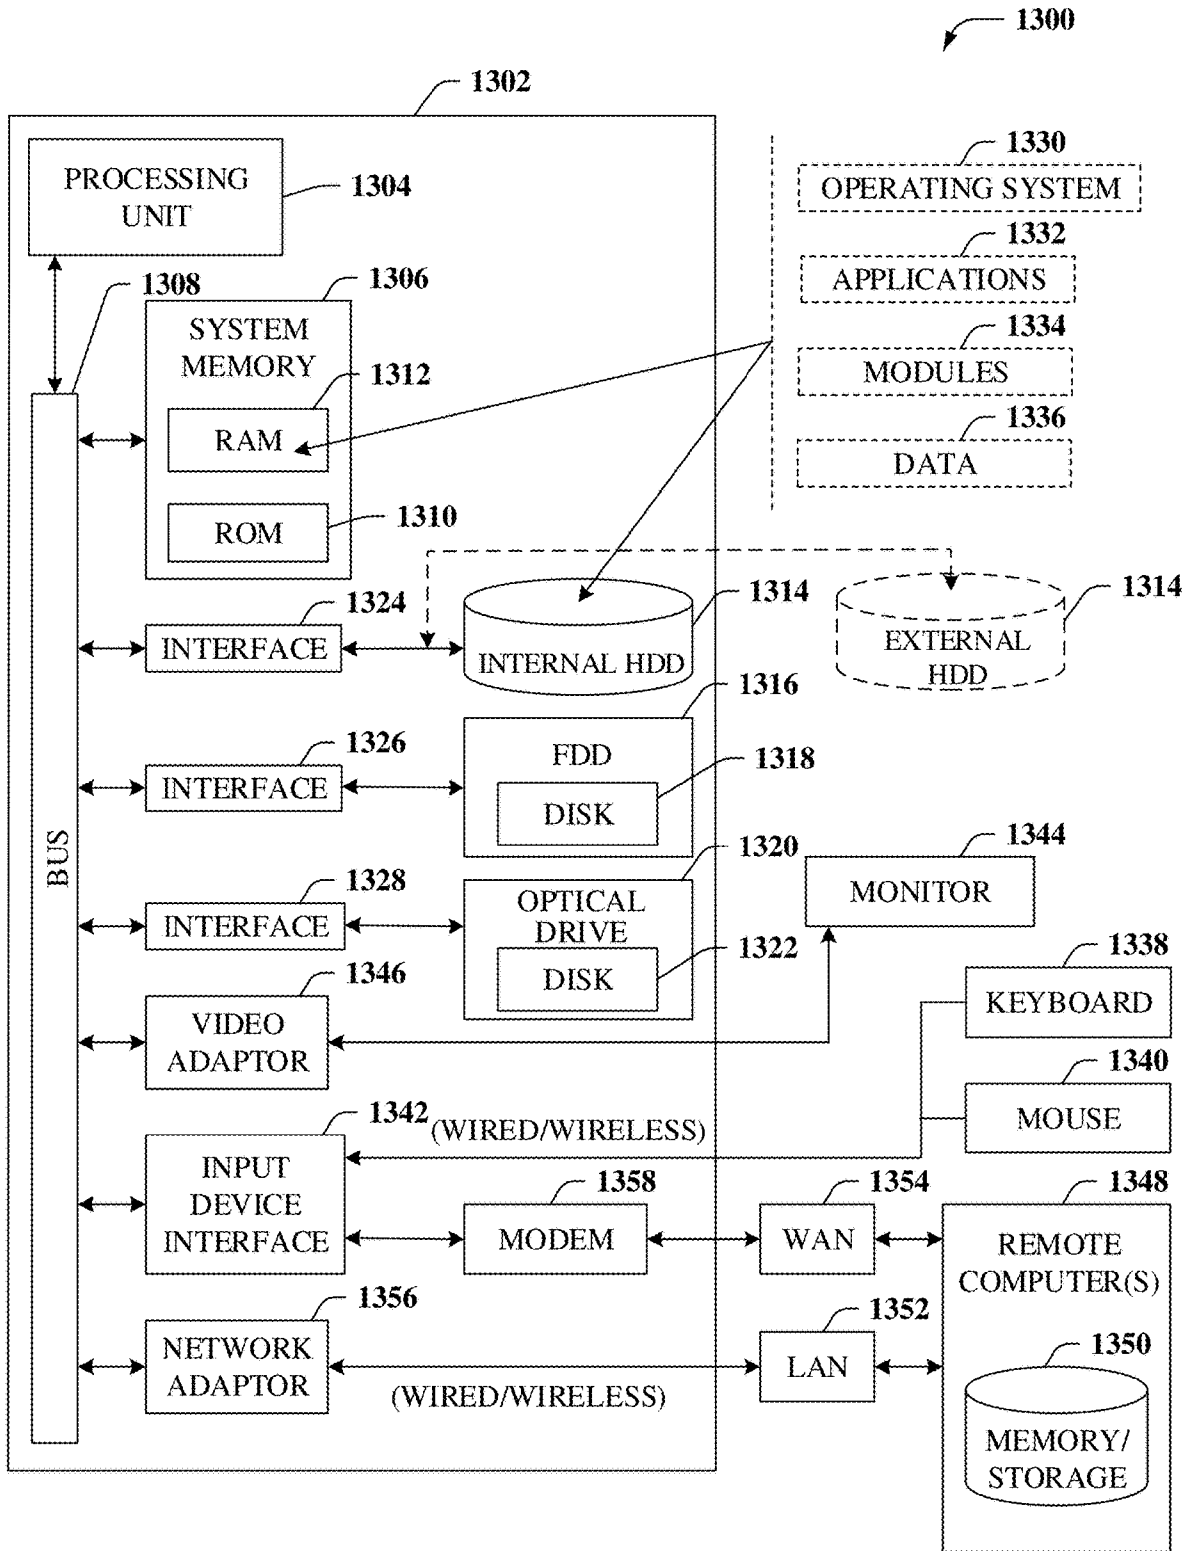 1300
1302
PROCESSING
UNIT
1304
1308
1306
SYSTEM
MEMORY
1312
RAM
1310
ROM
1330
OPERATING SYSTEM
1332
APPLICATIONS
1334
MODULES
1336
DATA
1324
INTERFACE
1314
INTERNAL HDD
1314
EXTERNAL
HDD
1316
1326
INTERFACE
FDD
1318
DISK
BUS
1328
INTERFACE
1320
OPTICAL
DRIVE
1322
DISK
1344
MONITOR
1346
VIDEO
ADAPTOR
1338
KEYBOARD
1340
MOUSE
1342
(WIRED/WIRELESS)
INPUT
DEVICE
INTERFACE
1358
MODEM
1354
WAN
1348
REMOTE
COMPUTER(S)
1356
NETWORK
ADAPTOR
(WIRED/WIRELESS)
1352
LAN
1350
MEMORY/
STORAGE